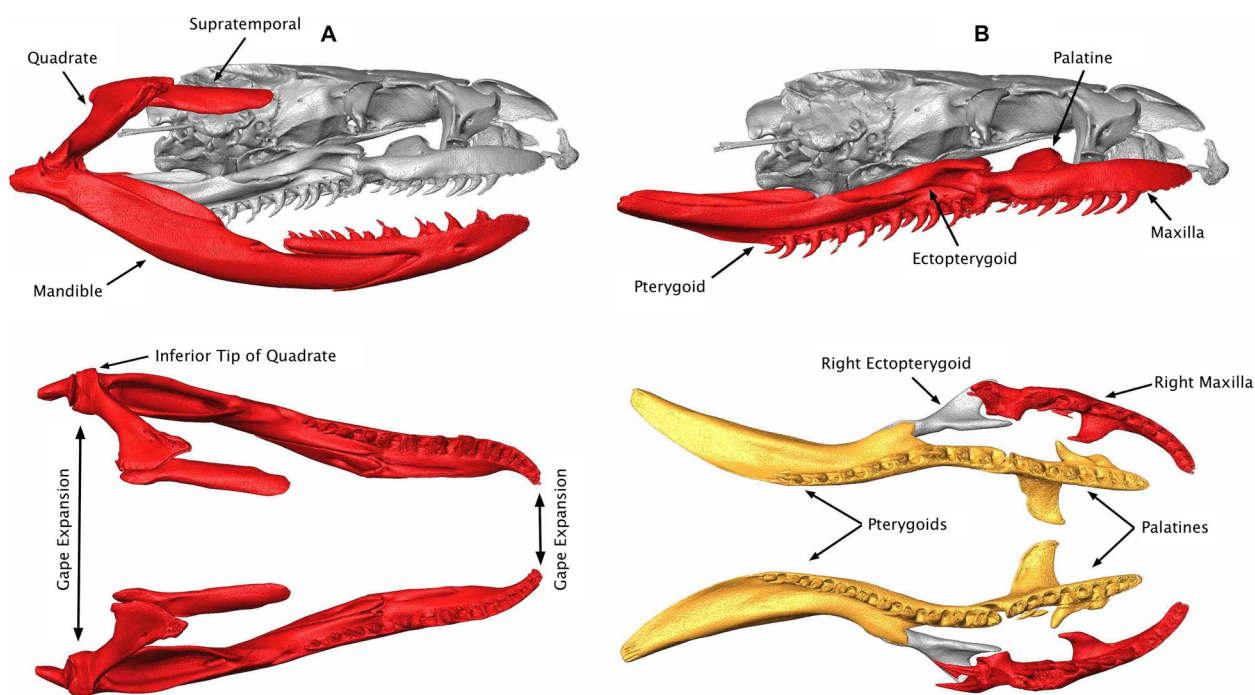 Supratemporal
A
Quadrate
Mandible
B
Palatine
Maxilla
Ectopterygoid
Pterygoid
Inferior Tip of Quadrate
Gape Expansion
Gape Expansion
Right Ectopterygoid
Right Maxilla
Pterygoids
Palatines